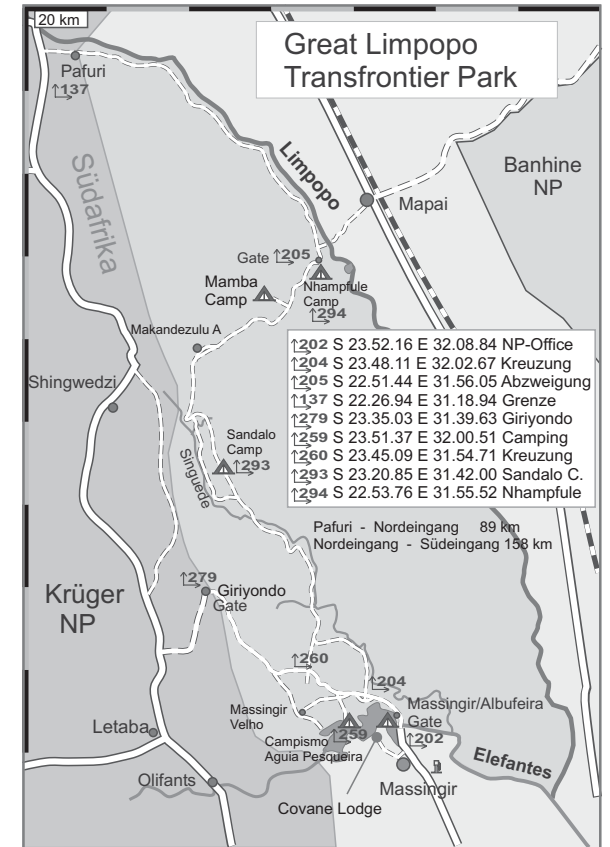 20 km
Great Limpopo
Transfrontier Park
Pafuri
137
Südafrika
Limpopo
Banhine
NP
Mapai
Gate 205
Mamba
Camp
Nhampfule
Camp
294
Makandezulu A
202 S 23.52.16 E 32.08.84 NP-Office
204 S 23.48.11 E 32.02.67 Kreuzung
205 S 22.51.44 E 31.56.05 Abzweigung
137 S 22.26.94 E 31.18.94 Grenze
279 S 23.35.03 E 31.39.63 Giriyondo
259 S 23.51.37 E 32.00.51 Camping
260 S 23.45.09 E 31.54.71 Kreuzung
293 S 23.20.85 E 31.42.00 Sandalo C.
294 S 22.53.76 E 31.55.52 Nhampfule
Shingwedzi
Sandalo
Camp
293
Singuede
Pafuri - Nordeingang 89 km
Nordeingang - Südeingang 158 km
279
Giriyondo
Gate
Krüger
NP
260
204
Massingir
Velho
Massingir/Albufeira
Gate
202
Letaba
259
Campismo
Aguia Pesqueira
Elefantes
Olifants
Massingir
Covane Lodge